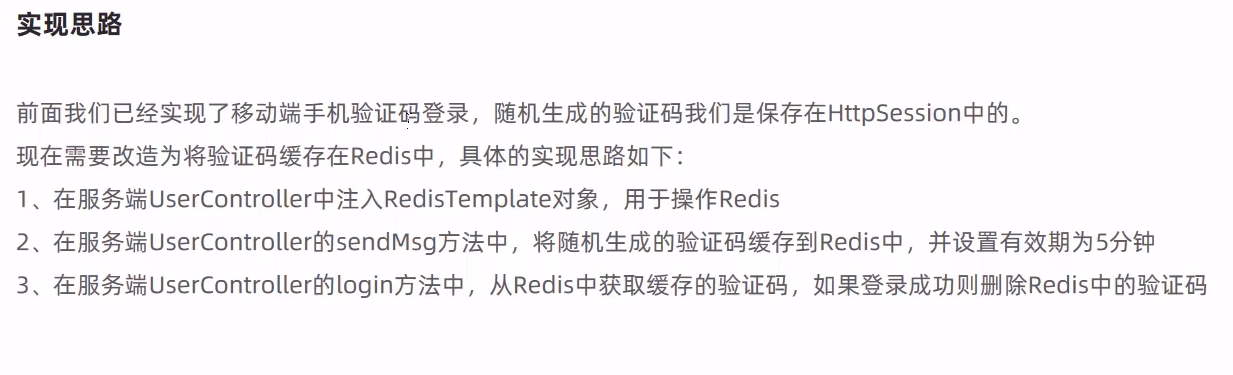 实现思路
前面我们已经实现了移动端手机验证码登录，随机生成的验证码我们是保存在HttpSession中的。
现在需要改造为将验证码缓存在Redis中，具体的实现思路如下：
1、在服务端UserController中注入RedisTemplate对象，用于操作Redis
2、在服务端UserController的sendMsg方法中，将随机生成的验证码缓存到Redis中，并设置有效期为5分钟
3、在服务端UserController的login方法中，从Redis中获取缓存的验证码，如果登录成功则删除Redis中的验证码